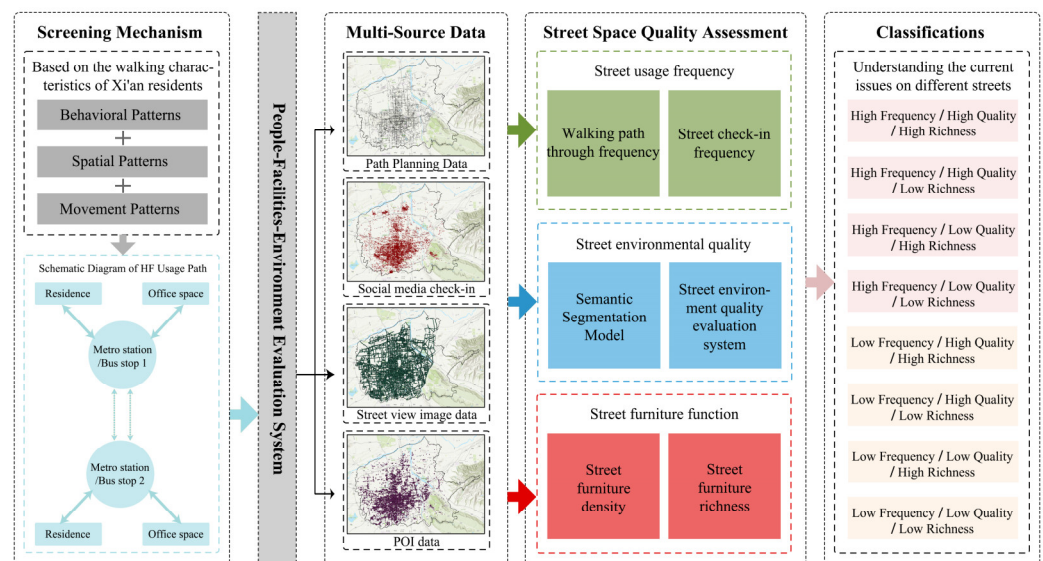 Screening Mechanism
Based on the walking charac-
teristics of Xi'an residents
Behavioral Patterns
+
Spatial Patterns
+
Movement Patterns
Schematic Diagram of HF Usage Path
Residence
Office space
Metro station
/Bus stop 1
Metro station
/Bus stop 2
Residence
Office space
People-Facilities-Environment Evaluation System
Multi-Source Data
Path Planning Data
Social media check-in
Street view image data
POI data
Street Space Quality Assessment
Street usage frequency
Walking path
through frequency
Street check-in
frequency
Street environmental quality
Semantic
Segmentation
Model
Street environ-
ment quality
evaluation
system
Street furniture function
Street
furniture
density
Street
furniture
richness
Classifications
Understanding the current
issues on different streets
High Frequency / High Quality
/ High Richness
High Frequency / High Quality
/ Low Richness
High Frequency / Low Quality
/ High Richness
High Frequency / Low Quality
/ Low Richness
Low Frequency / High Quality
/ High Richness
Low Frequency / High Quality
/ Low Richness
Low Frequency / Low Quality
/ High Richness
Low Frequency / Low Quality
/ Low Richness